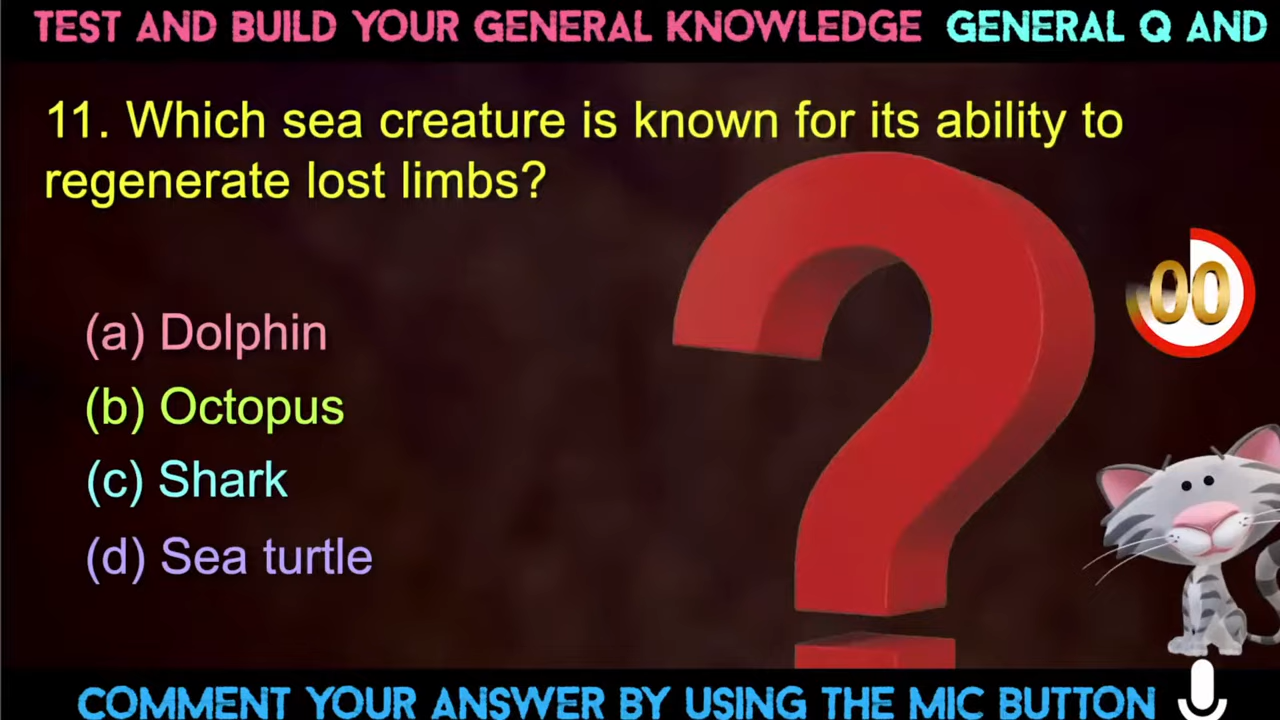 TEST AND BUILD YOUR GENERAL KNOWLEDGE GENERAL Q AND
11. Which sea creature is known for its ability to
regenerate lost limbs?
00
(a) Dolphin
(b) Octopus
(c) Shark
(d) Sea turtle
COMMENT YOUR ANSWER BY USING THE MIC BUTTON